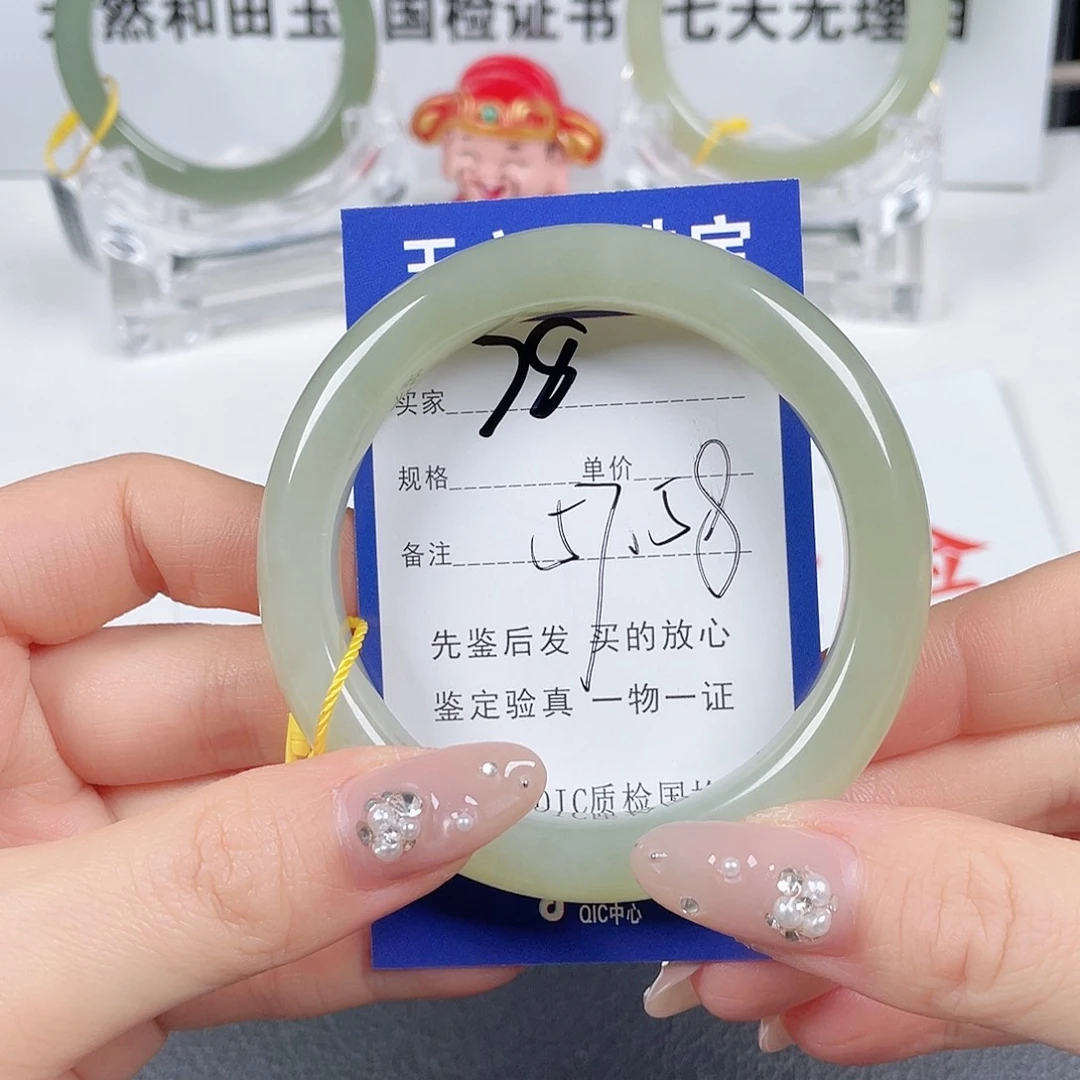 然和田玉 国检证书 七天无理由
78
买家
规格 单价
57.58
备注
先鉴后发 买的放心
鉴定验真 一物一证
QIC质检国
QIC中心